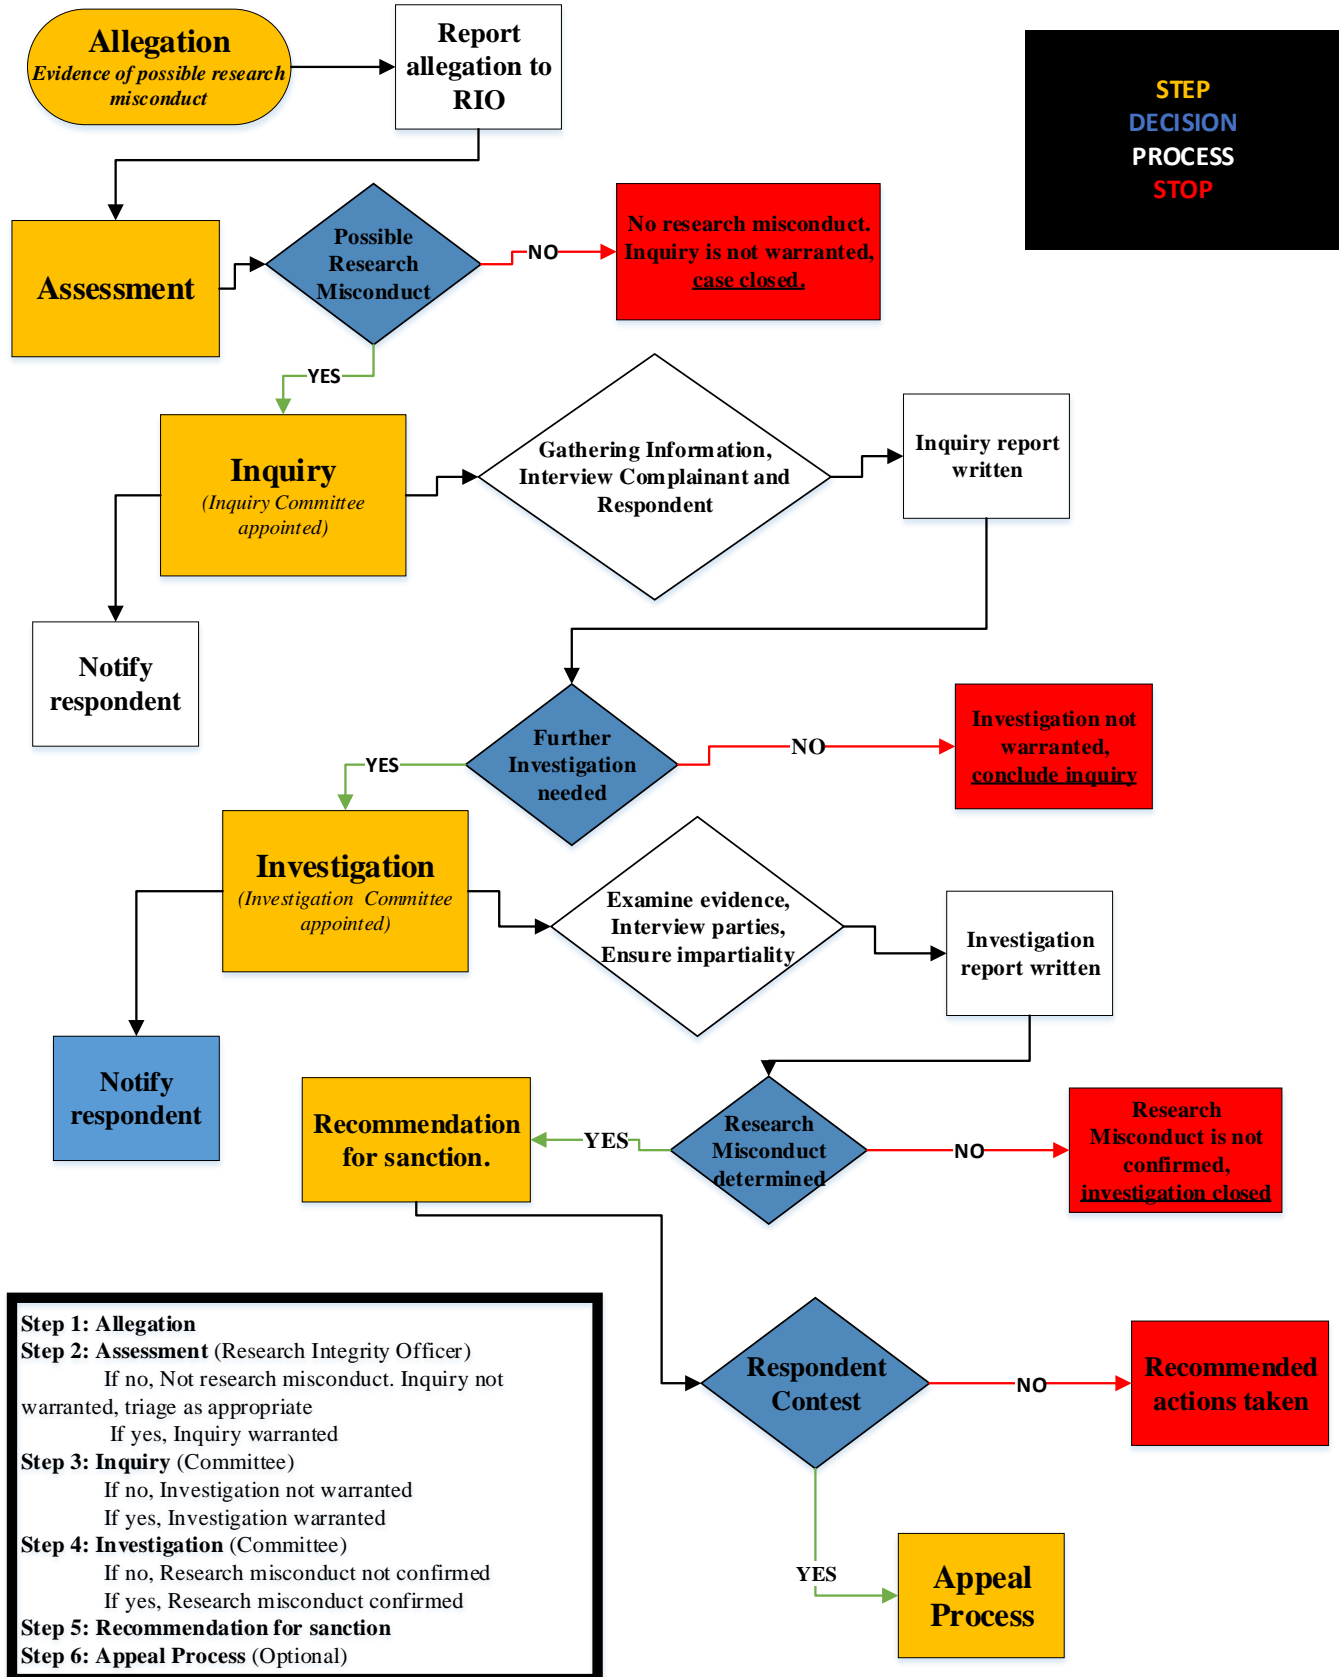 Allegation
Evidence of possible research
misconduct
Report
allegation to
RIO
STEP
DECISION
PROCESS
STOP
Assessment
Possible
Research
Misconduct
NO
No research misconduct.
Inquiry is not warranted,
case closed.
YES
Inquiry
(Inquiry Committee
appointed)
Gathering Information,
Interview Complainant and
Respondent
Inquiry report
written
Notify
respondent
Further
Investigation
needed
NO
Investigation not
warranted,
conclude inquiry
YES
Investigation
(Investigation Committee
appointed)
Examine evidence,
Interview parties,
Ensure impartiality
Investigation
report written
Notify
respondent
Recommendation
for sanction.
YES
Research
Misconduct
determined
NO
Research
Misconduct is not
confirmed,
investigation closed
Respondent
Contest
NO
Recommended
actions taken
YES
Appeal
Process
Step 1: Allegation
Step 2: Assessment (Research Integrity Officer)
If no, Not research misconduct. Inquiry not
warranted, triage as appropriate
If yes, Inquiry warranted
Step 3: Inquiry (Committee)
If no, Investigation not warranted
If yes, Investigation warranted
Step 4: Investigation (Committee)
If no, Research misconduct not confirmed
If yes, Research misconduct confirmed
Step 5: Recommendation for sanction
Step 6: Appeal Process (Optional)